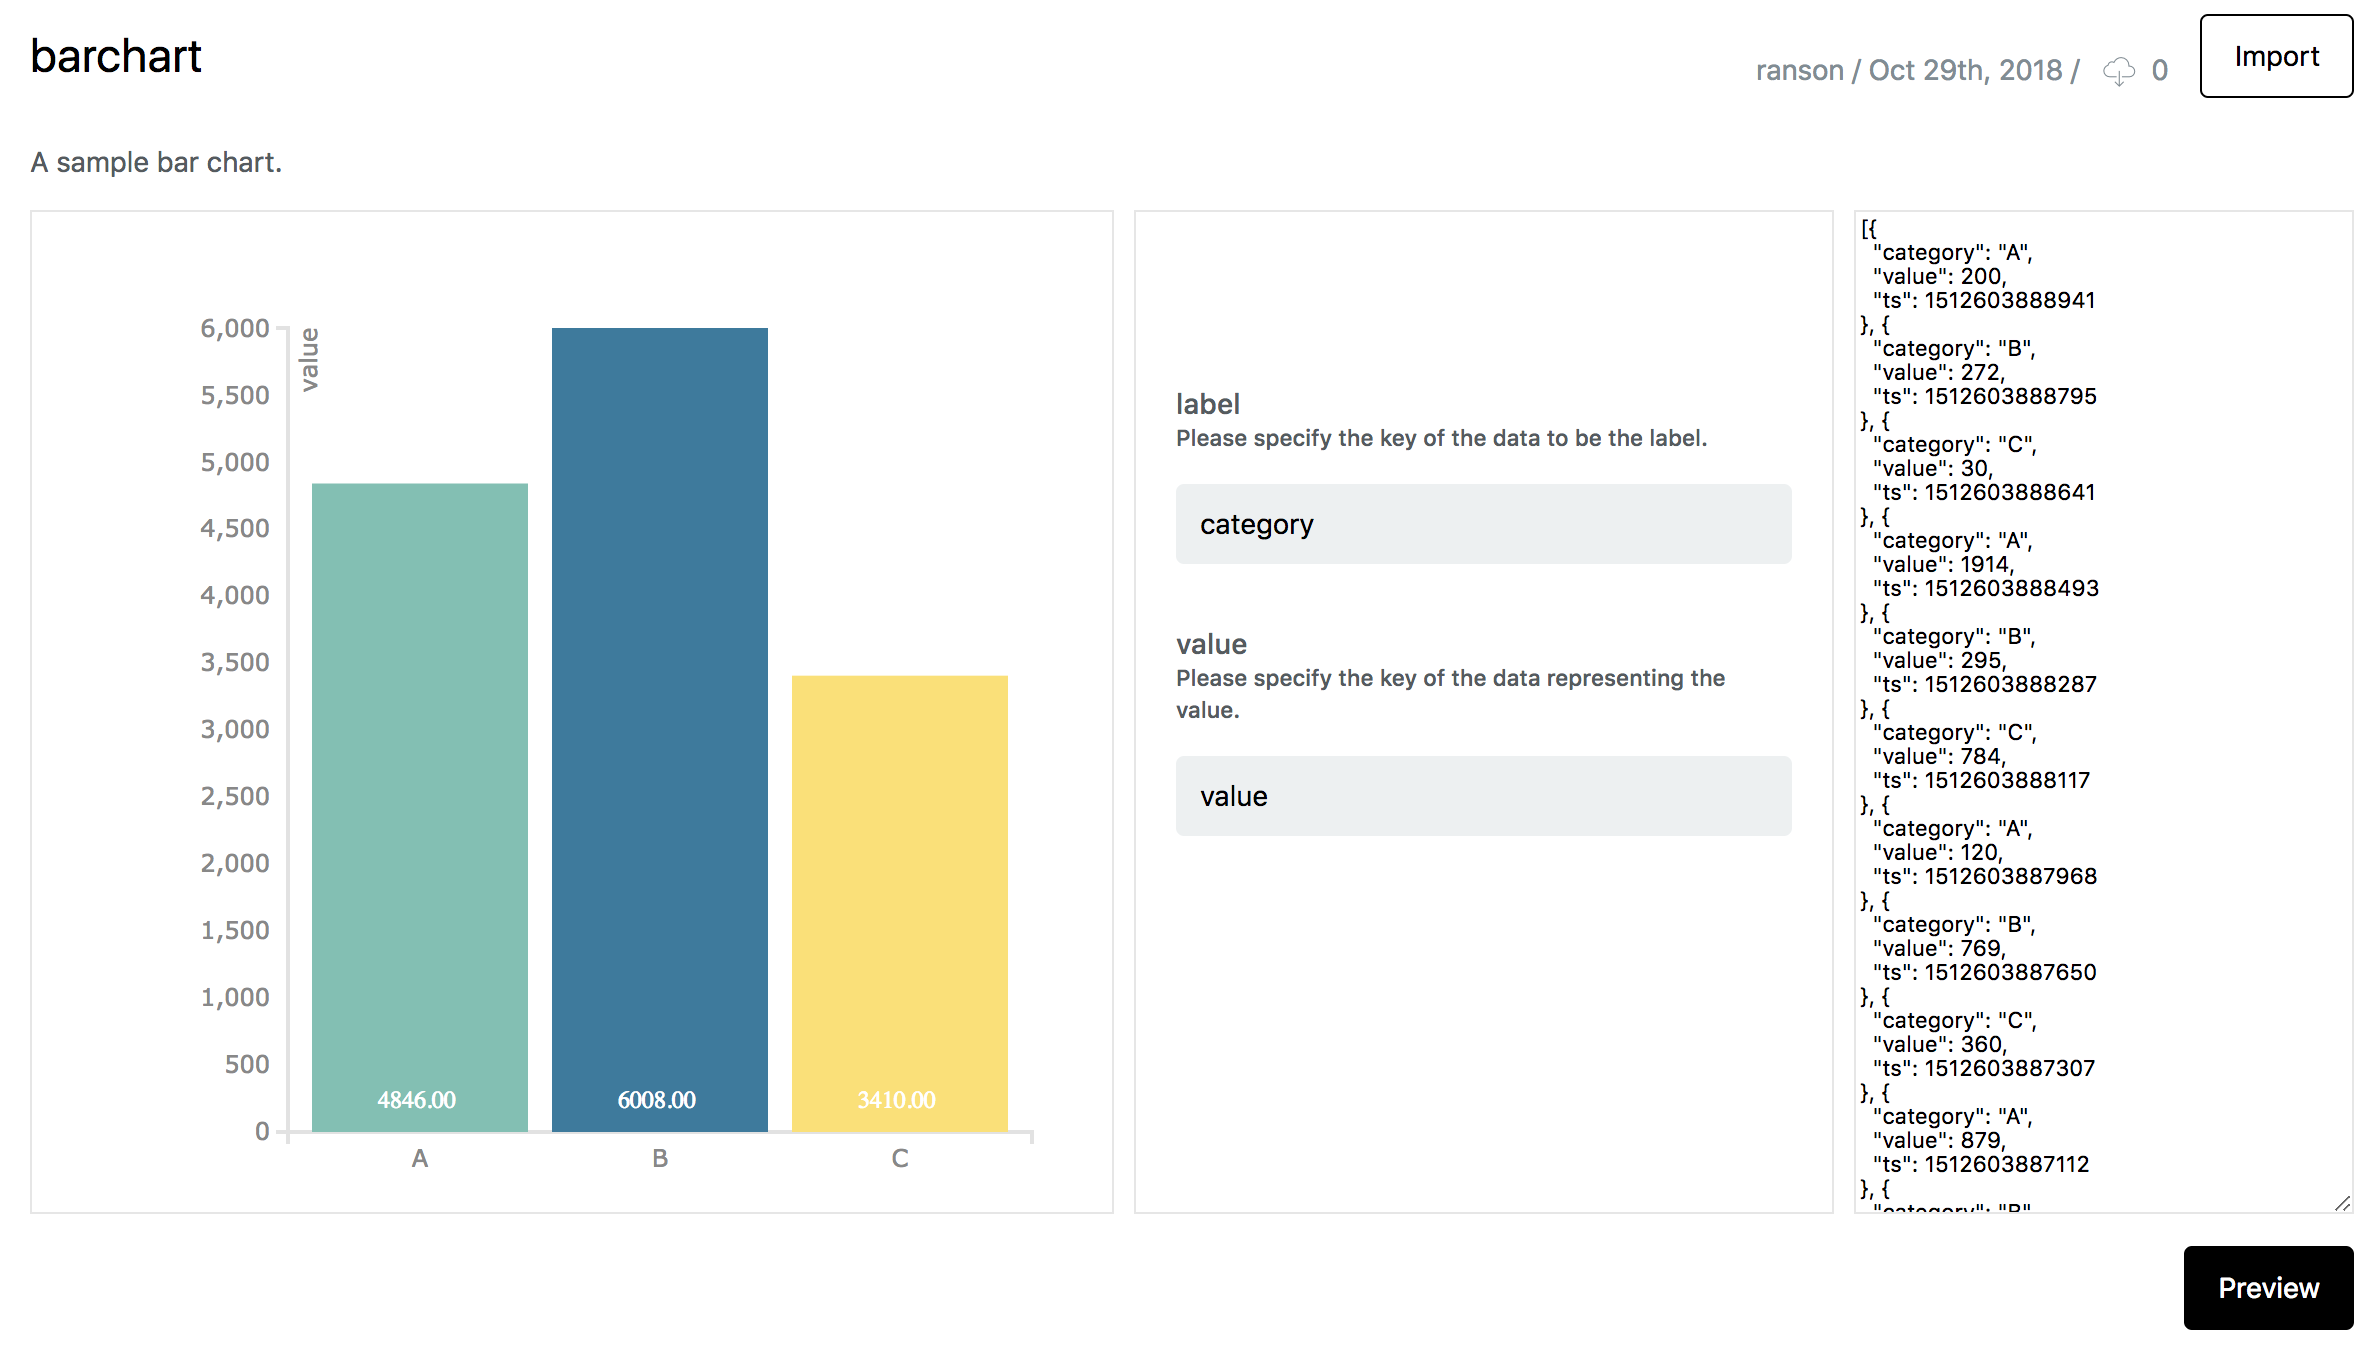 barchart
ranson / Oct 29th, 2018 / 0
Import
A sample bar chart.
6,000
5,500
5,000
4,500
4,000
3,500
3,000
2,500
2,000
1,500
1,000
500
0
value
4846.00
6008.00
3410.00
A
B
C
label
Please specify the key of the data to be the label.
category
value
Please specify the key of the data representing the
value.
value
[{
"category": "A",
"value": 200,
"ts": 1512603888941
}, {
"category": "B",
"value": 272,
"ts": 1512603888795
}, {
"category": "C",
"value": 30,
"ts": 1512603888641
}, {
"category": "A",
"value": 1914,
"ts": 1512603888493
}, {
"category": "B",
"value": 295,
"ts": 1512603888287
}, {
"category": "C",
"value": 784,
"ts": 1512603888117
}, {
"category": "A",
"value": 120,
"ts": 1512603887968
}, {
"category": "B",
"value": 769,
"ts": 1512603887650
}, {
"category": "C",
"value": 360,
"ts": 1512603887307
}, {
"category": "A",
"value": 879,
"ts": 1512603887112
}, {
"category": "B"
Preview